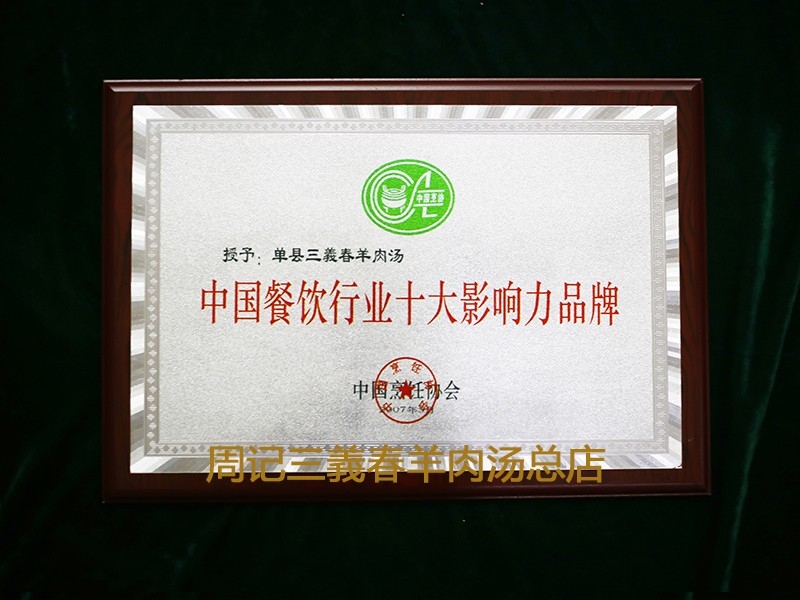 中国烹协
授予：单县三義春羊肉汤
中国餐饮行业十大影响力品牌
中国烹饪协会
周记三義春羊肉汤总店